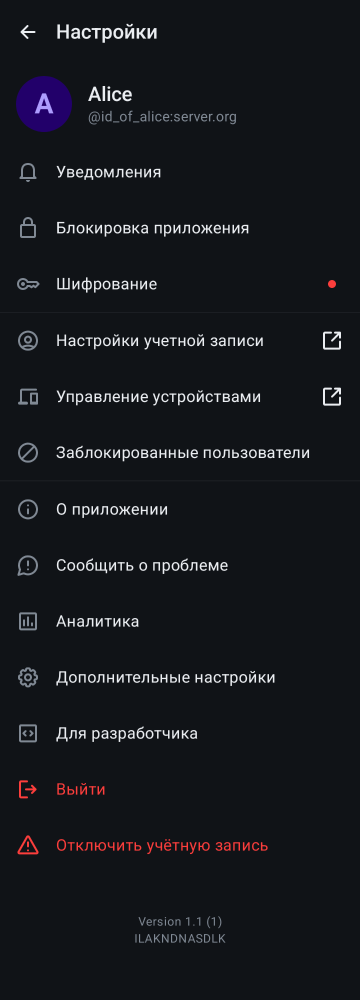 Настройки
A
Alice
@id_of_alice:server.org
Уведомления
Блокировка приложения
Шифрование
Настройки учетной записи
Управление устройствами
Заблокированные пользователи
О приложении
Сообщить о проблеме
Аналитика
Дополнительные настройки
Для разработчика
Выйти
Отключить учётную запись
Version 1.1 (1)
ILAKNDNASDLK